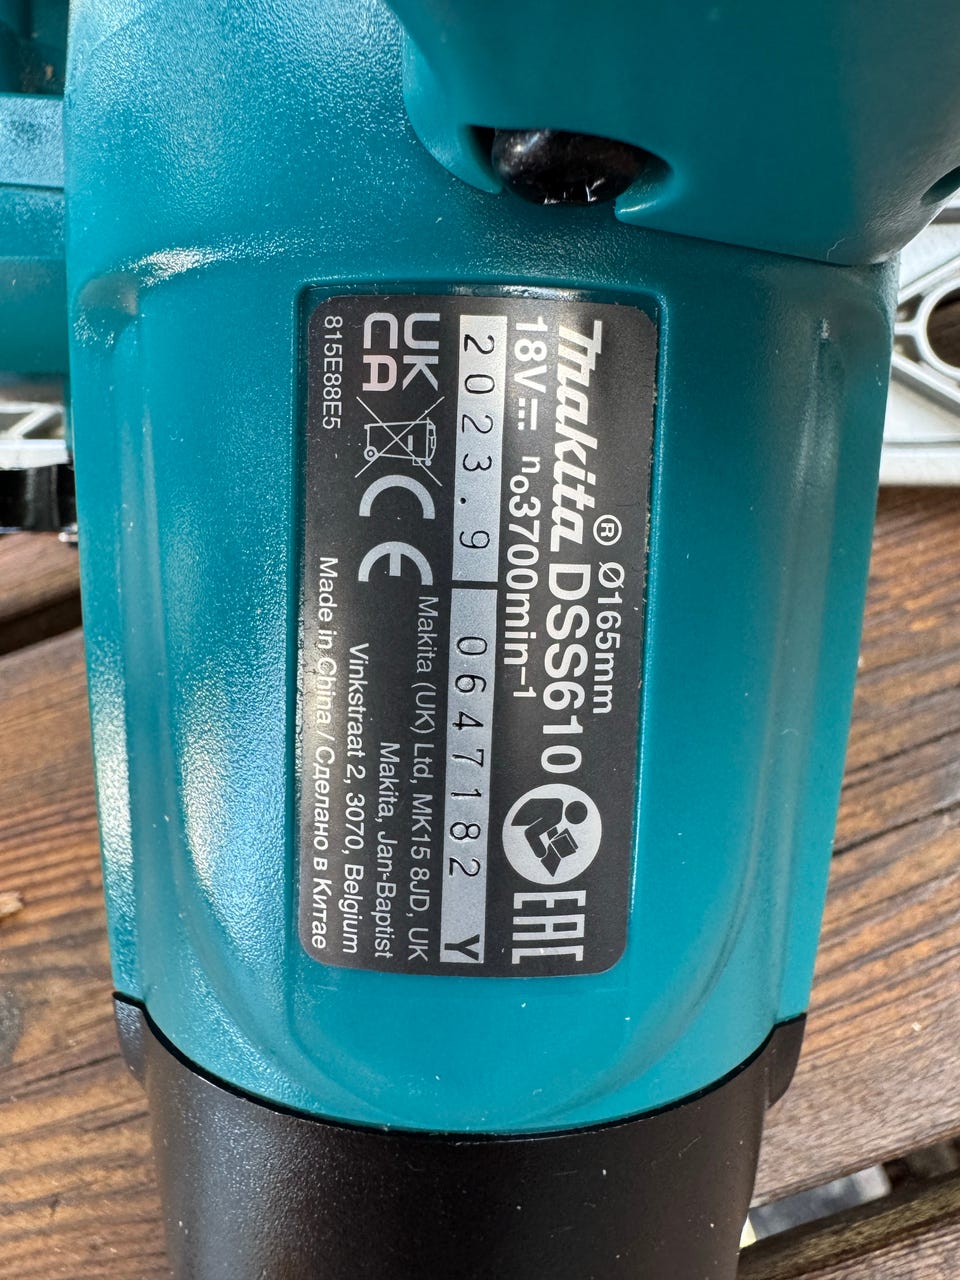 makita® Ø165mm
DSS610
18V n₀3700min⁻¹
EAC
2023.9 0647182 Y
UK
CA
CE
Makita (UK) Ltd, MK15 8JD, UK
Makita, Jan-Baptist
Vinkstraat 2, 3070, Belgium
815E88E5
Made in China / Сделано в Китае